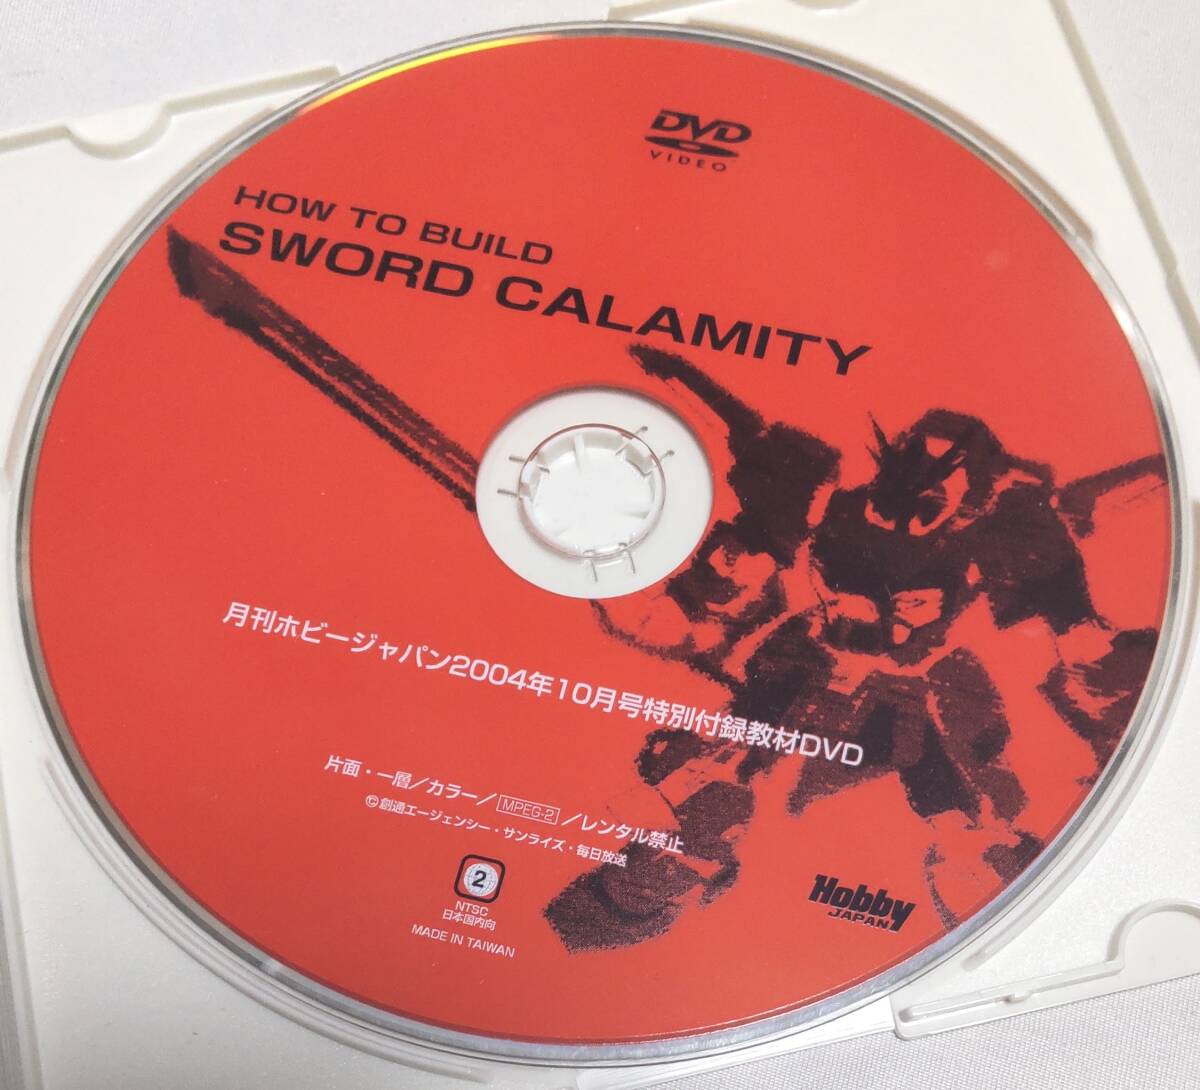 DVD
VIDEO
HOW TO BUILD
SWORD CALAMITY
月刊ホビージャパン2004年10月号特別付録教材DVD
片面・一層／カラー／MPEG-2／レンタル禁止
©創通エージェンシー・サンライズ・毎日放送
2
NTSC
日本国内向
MADE IN TAIWAN
Hobby
JAPAN